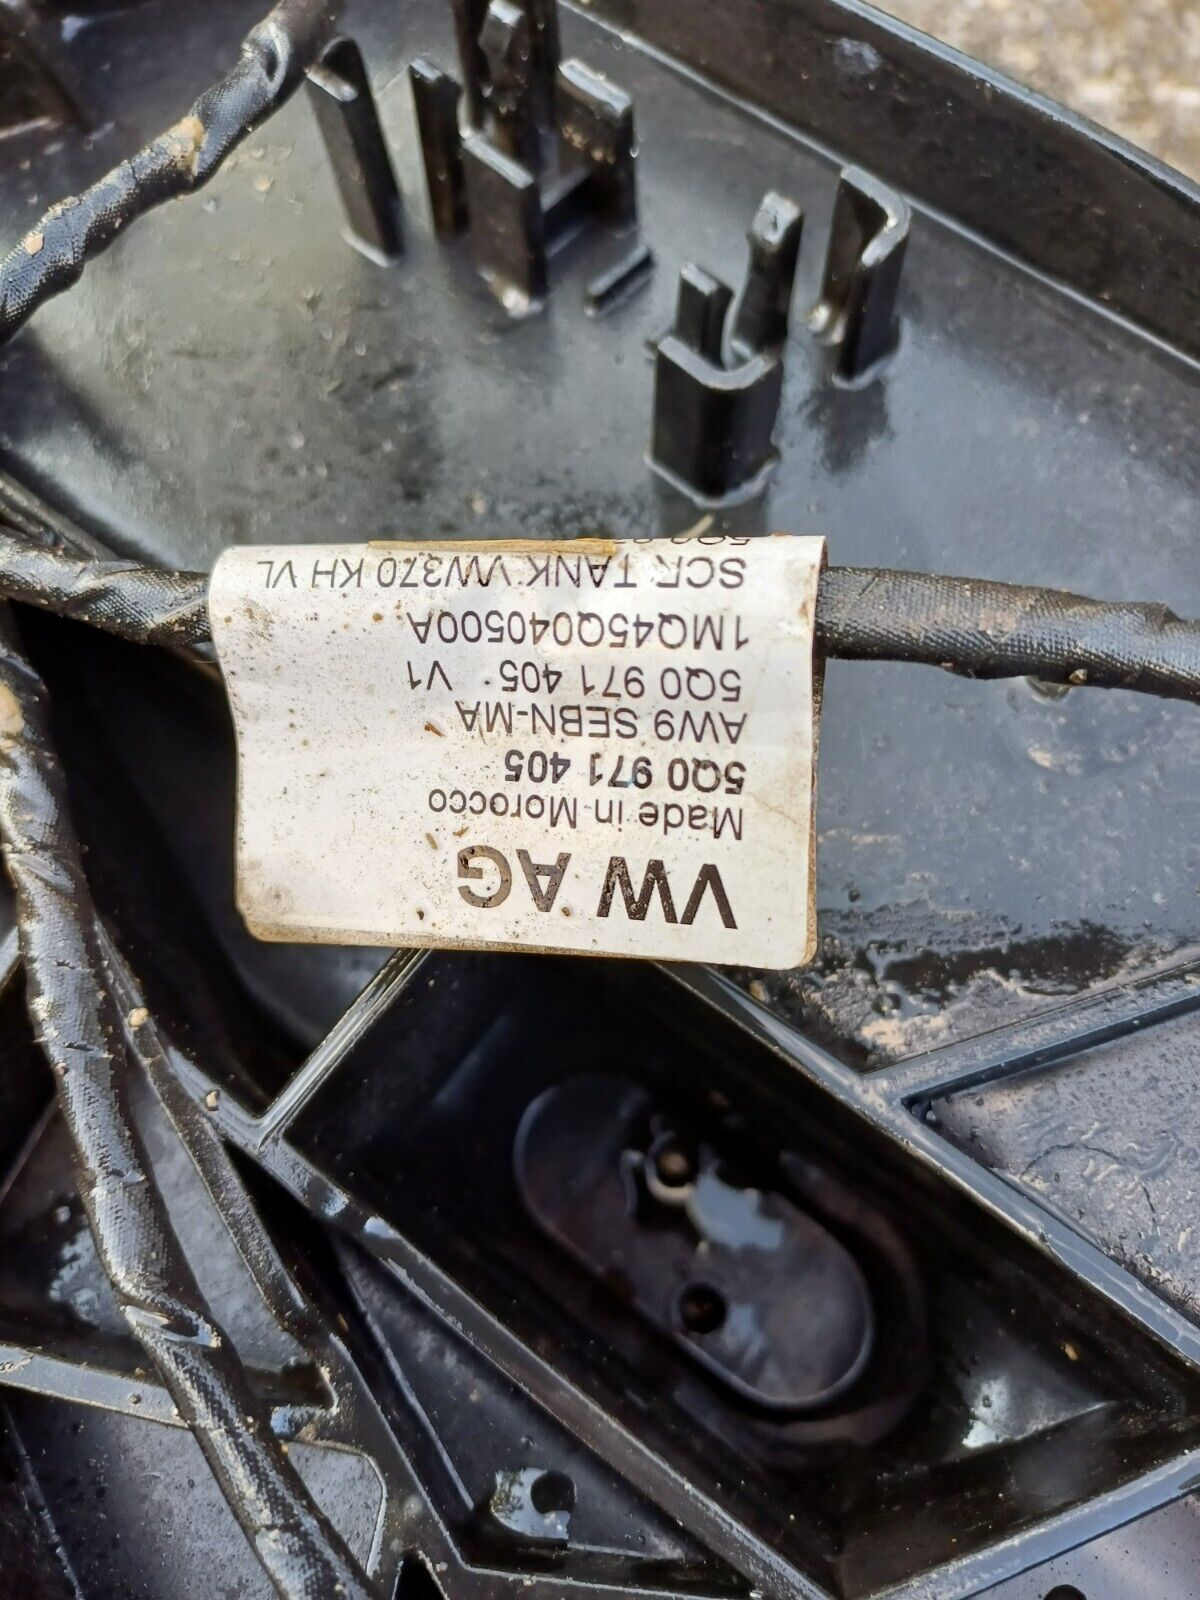 VW AG
Made in Morocco
5Q0 971 405
AW9 SEBN-MA
5Q0 971 405 V1
1MQ45Q040500A
SCR TANK VW370 KH VL